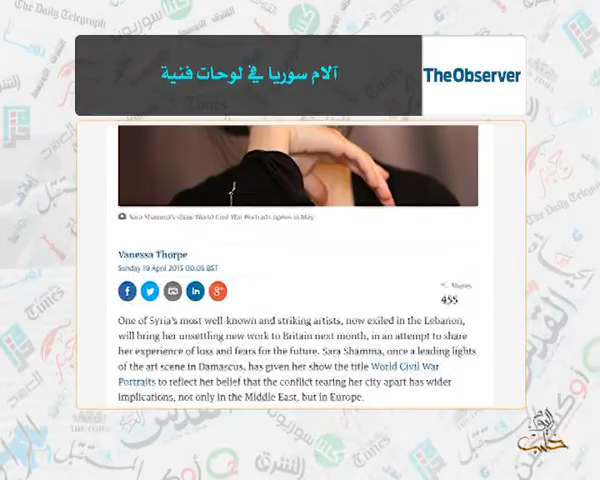 آلام سوريا في لوحات فنية
TheObserver
Sara Shamma's show World Civil War Portraits opens in May
Vanessa Thorpe
Sunday 19 April 2015 00.05 BST
Shares
455
One of Syria's most well-known and striking artists, now exiled in the Lebanon,
will bring her unsettling new work to Britain next month, in an attempt to share
her experience of loss and fears for the future. Sara Shamma, once a leading lights
of the art scene in Damascus, has given her show the title World Civil War
Portraits to reflect her belief that the conflict tearing her city apart has wider
implications, not only in the Middle East, but in Europe.